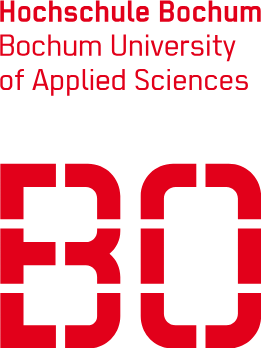 Hochschule Bochum
Bochum University
of Applied Sciences
BO